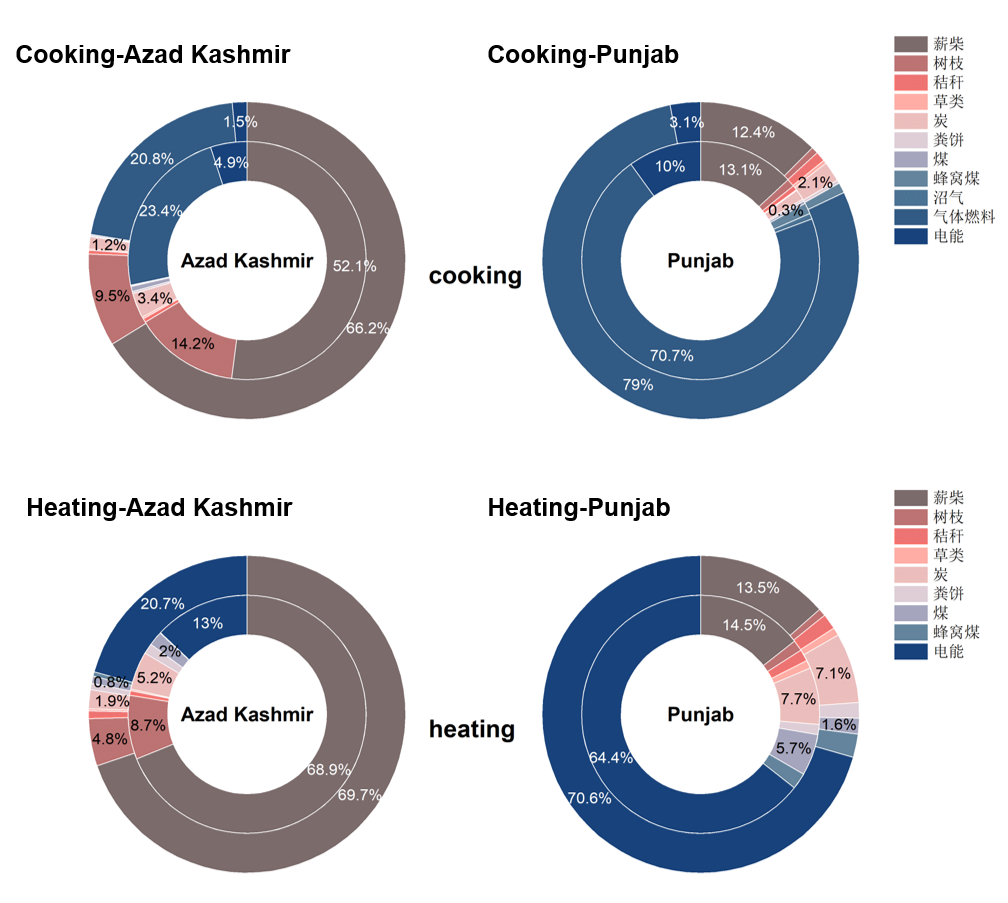 Cooking-Azad Kashmir
Cooking-Punjab
薪柴
树枝
秸秆
草类
炭
粪饼
煤
蜂窝煤
沼气
气体燃料
电能
1.5%
20.8%
4.9%
23.4%
1.2%
Azad Kashmir
52.1%
9.5%
3.4%
66.2%
14.2%
cooking
3.1%
12.4%
10%
13.1%
2.1%
0.3%
Punjab
70.7%
79%
Heating-Azad Kashmir
Heating-Punjab
薪柴
树枝
秸秆
草类
炭
粪饼
煤
蜂窝煤
电能
20.7%
13%
2%
0.8%
5.2%
1.9%
Azad Kashmir
8.7%
4.8%
68.9%
69.7%
heating
13.5%
14.5%
7.1%
7.7%
Punjab
1.6%
5.7%
64.4%
70.6%